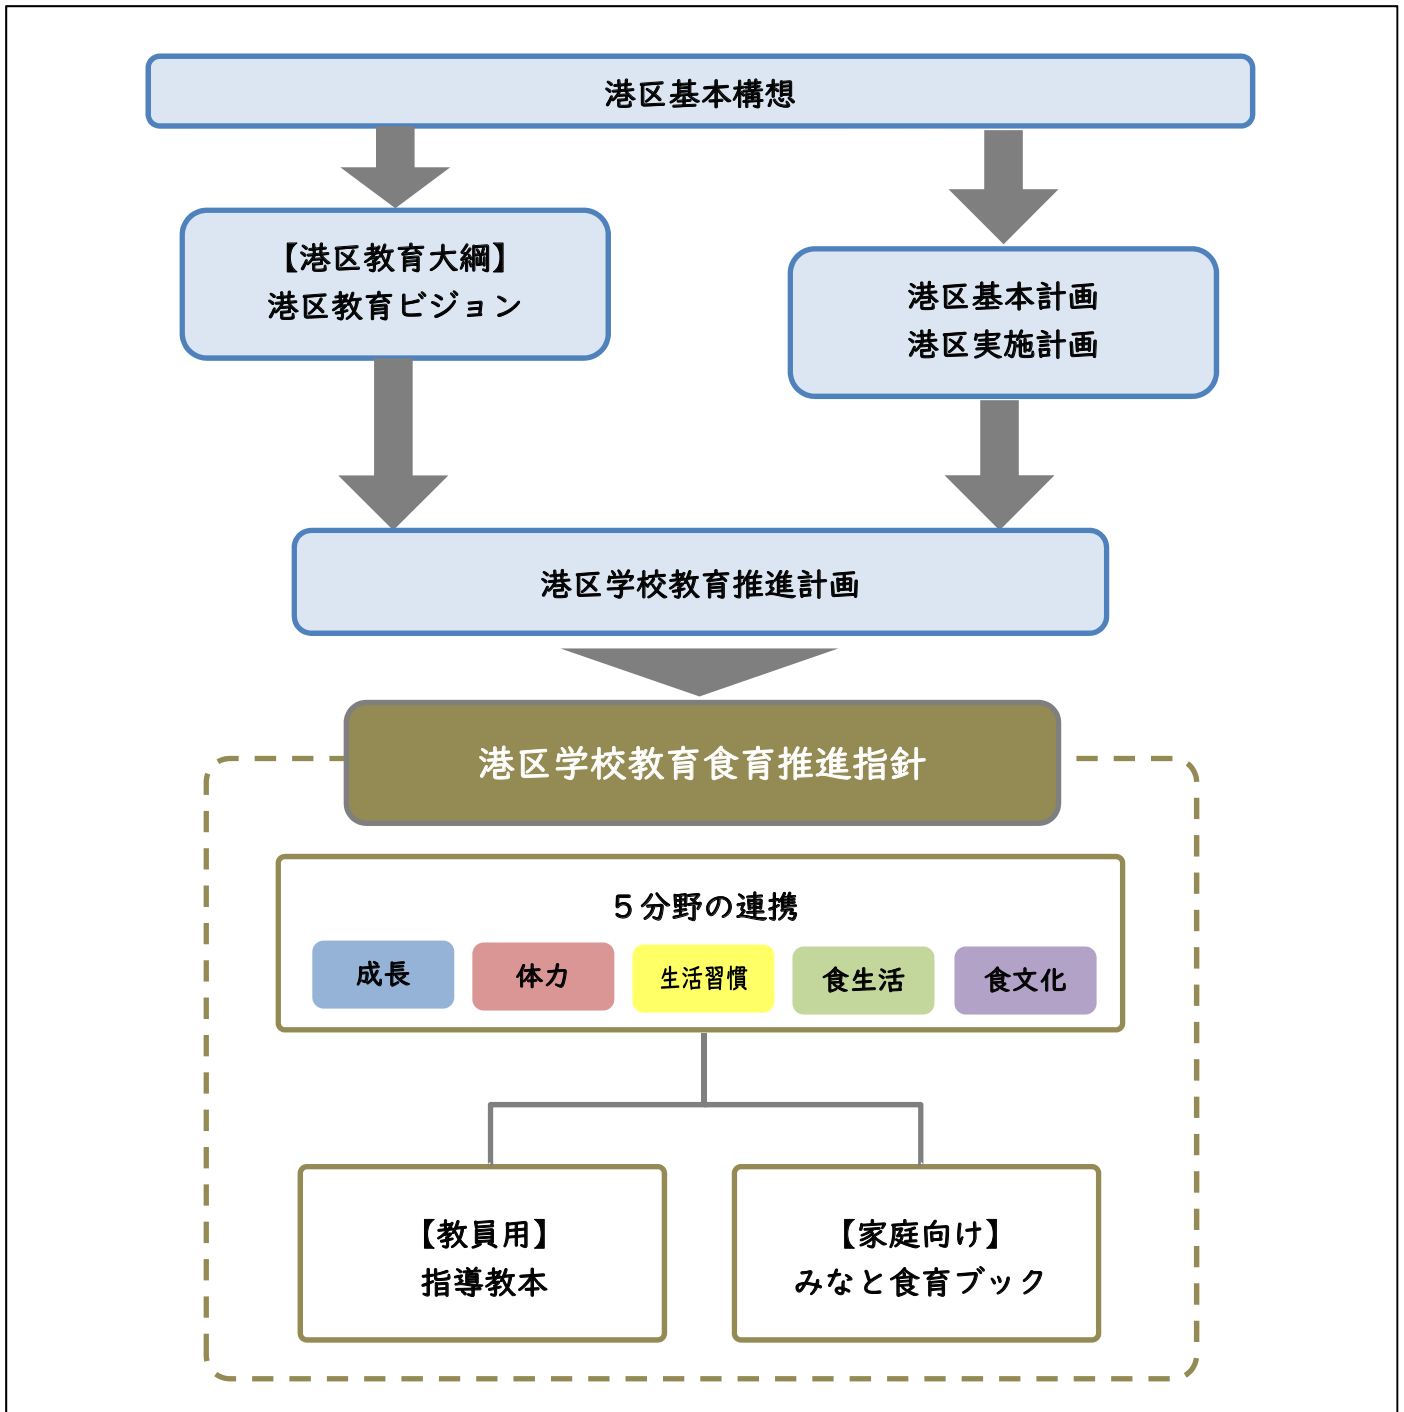 港区基本構想
【港区教育大綱】
港区教育ビジョン
港区基本計画
港区実施計画
港区学校教育推進計画
港区学校教育食育推進指針
５分野の連携
成長
体力
生活習慣
食生活
食文化
【教員用】
指導教本
【家庭向け】
みなと食育ブック